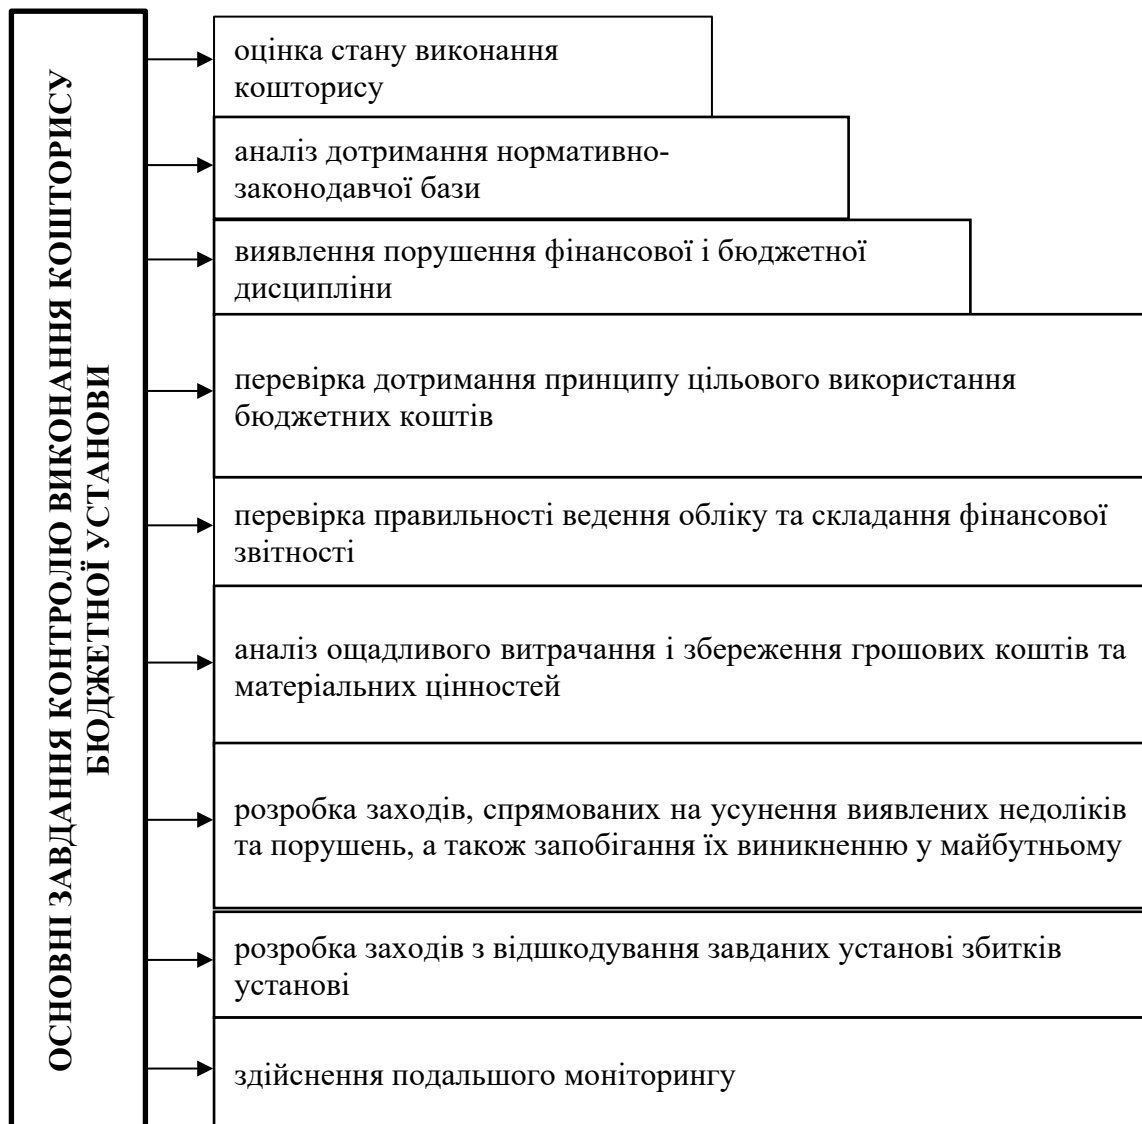 ОСНОВНІ ЗАВДАННЯ КОНТРОЛЮ ВИКОНАННЯ КОШТОРИСУ
БЮДЖЕТНОЇ УСТАНОВИ
оцінка стану виконання
кошторису
аналіз дотримання нормативно-
законодавчої бази
виявлення порушення фінансової і бюджетної
дисципліни
перевірка дотримання принципу цільового використання
бюджетних коштів
перевірка правильності ведення обліку та складання фінансової
звітності
аналіз ощадливого витрачання і збереження грошових коштів та
матеріальних цінностей
розробка заходів, спрямованих на усунення виявлених недоліків
та порушень, а також запобігання їх виникненню у майбутньому
розробка заходів з відшкодування завданих установі збитків
установі
здійснення подальшого моніторингу